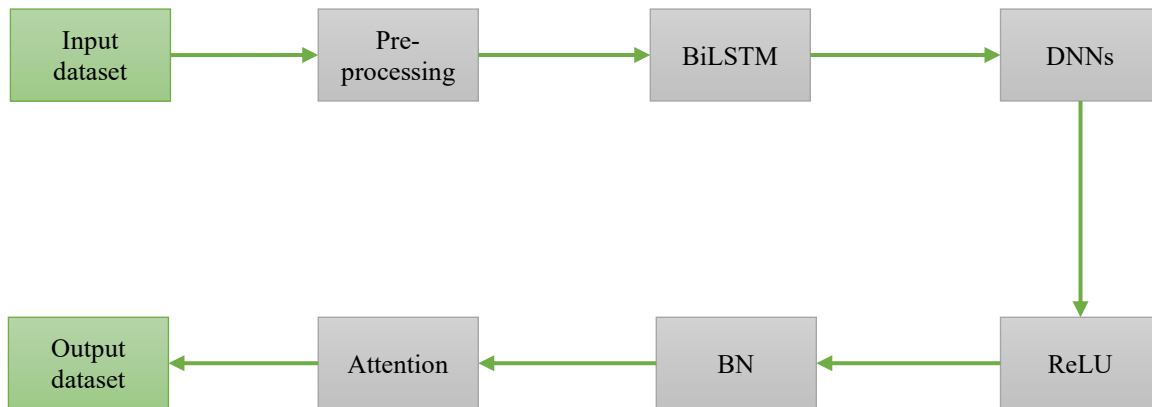 Input
dataset
Pre-
processing
BiLSTM
DNNs
Output
dataset
Attention
BN
ReLU